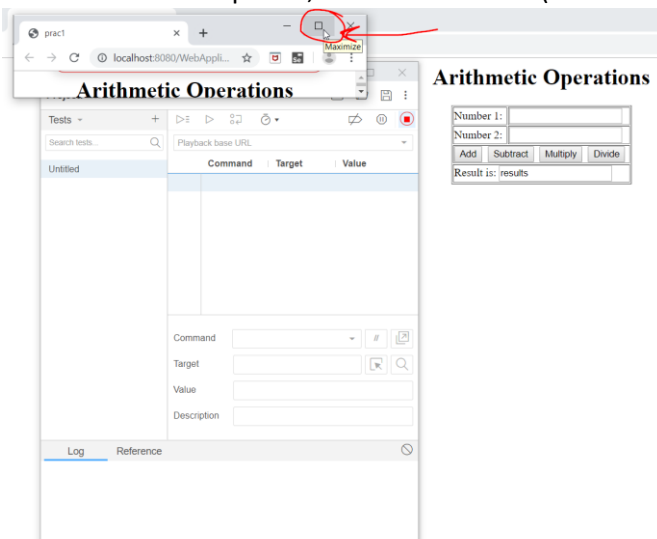 prac1
Maximize
localhost:8080/WebAppli...
Arithmetic Operations
Arithmetic Operations
Number 1:
Number 2:
Add Subtract Multiply Divide
Result is: results
Tests
Search tests...
Untitled
Playback base URL
Command Target Value
Command
//
Target
Value
Description
Log Reference